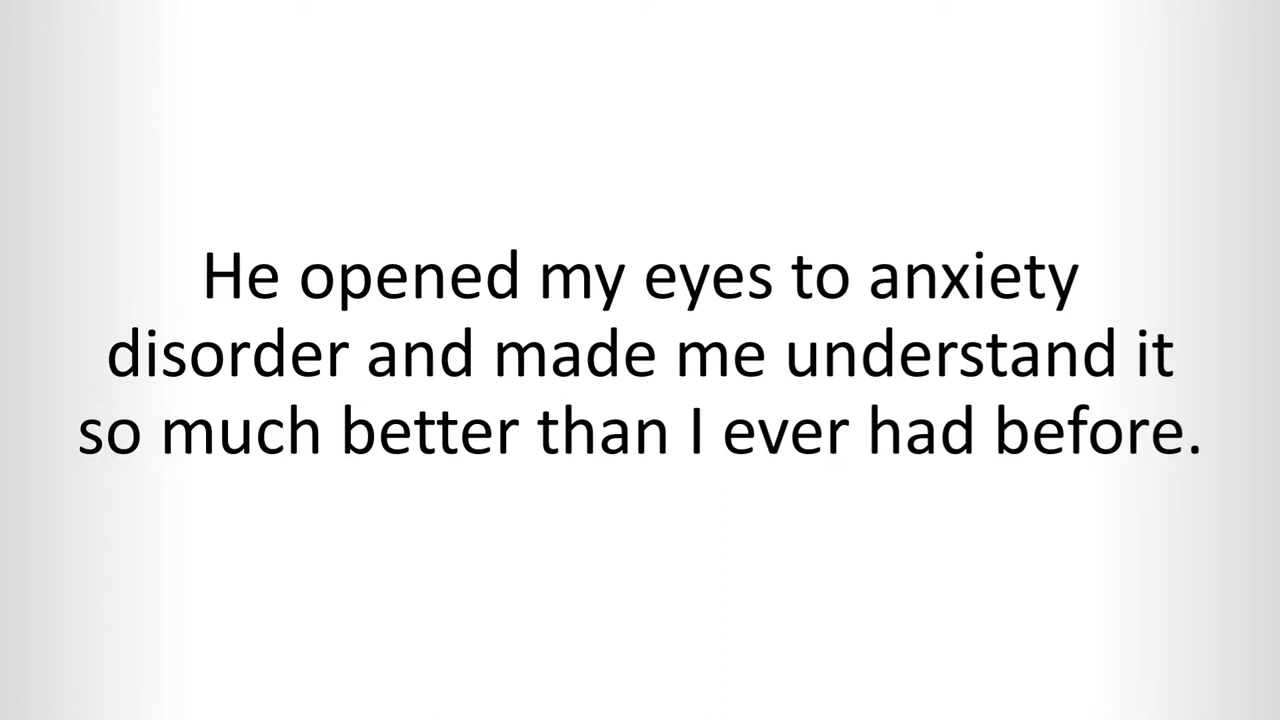 He opened my eyes to anxiety
disorder and made me understand it
so much better than I ever had before.